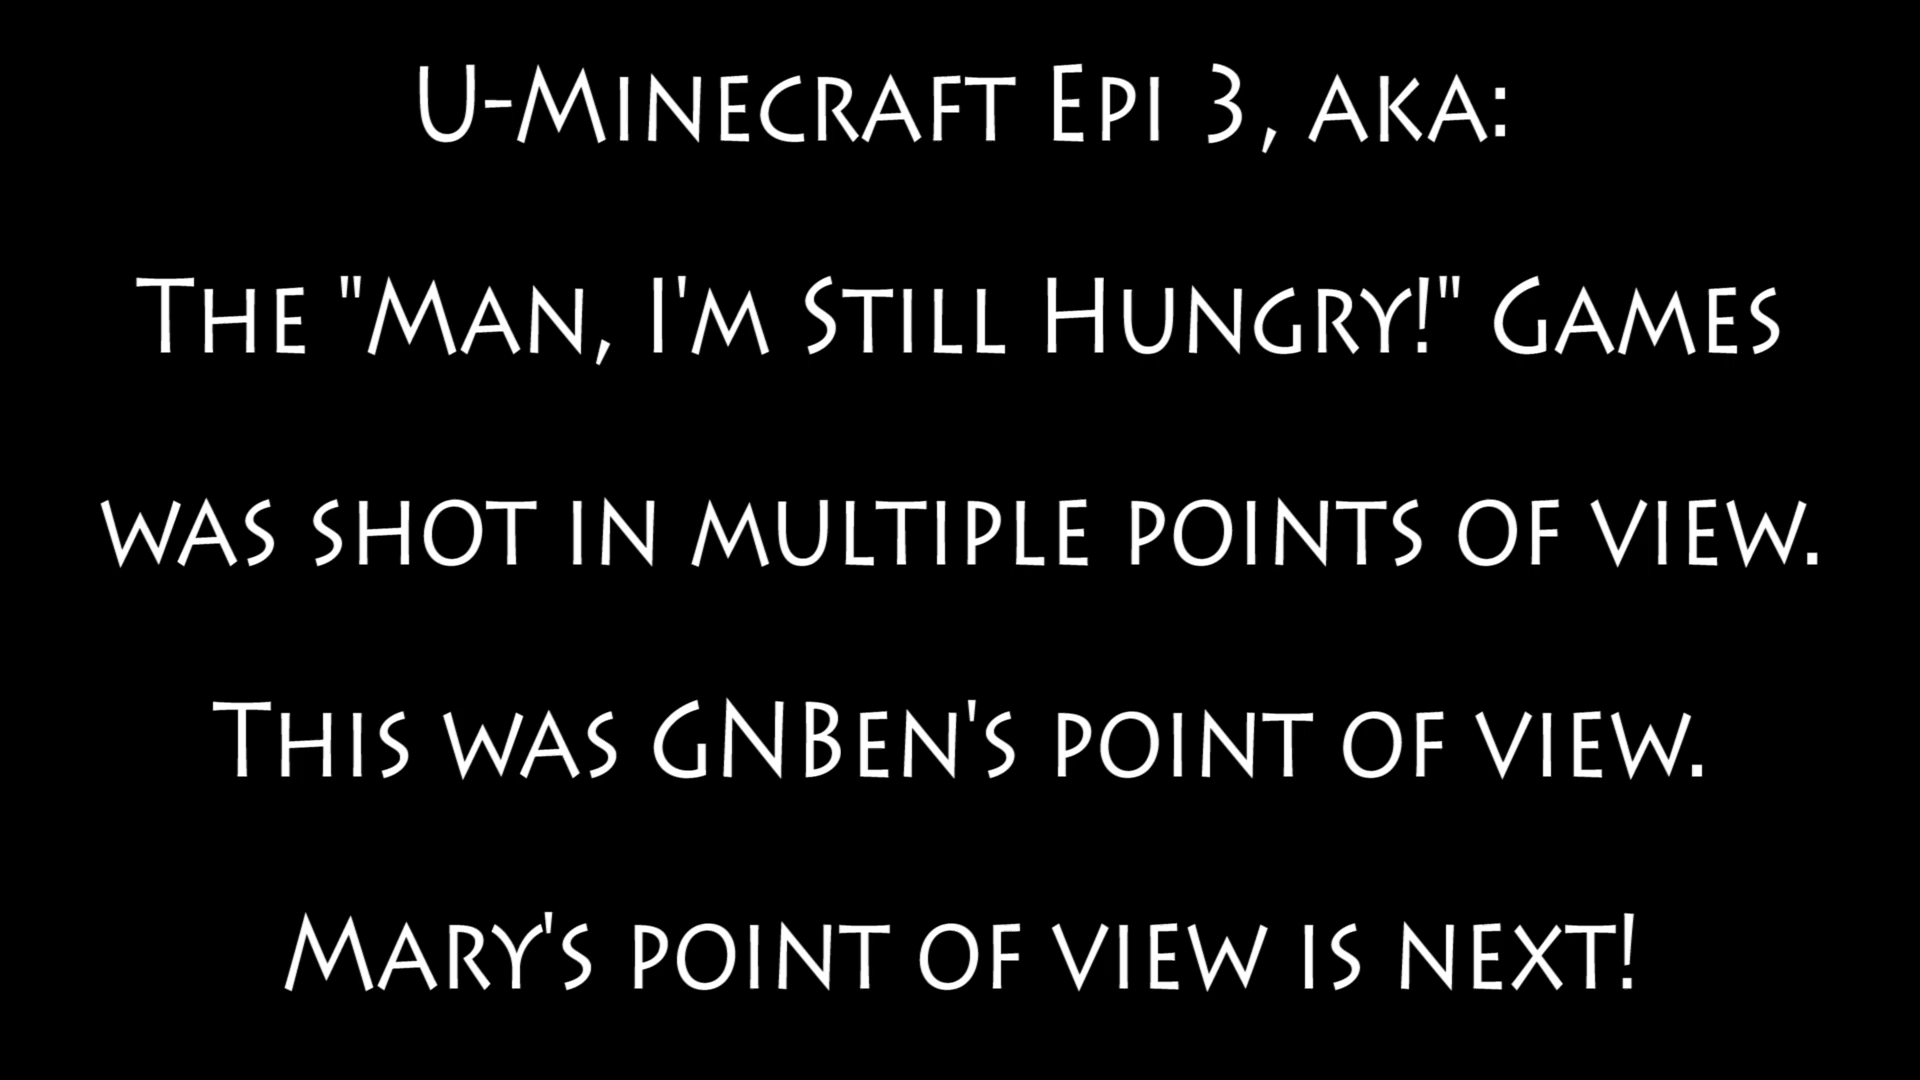 U-Minecraft Epi 3, aka:
The "Man, I'm Still Hungry!" Games
was shot in multiple points of view.
This was GNBen's point of view.
Mary's point of view is next!